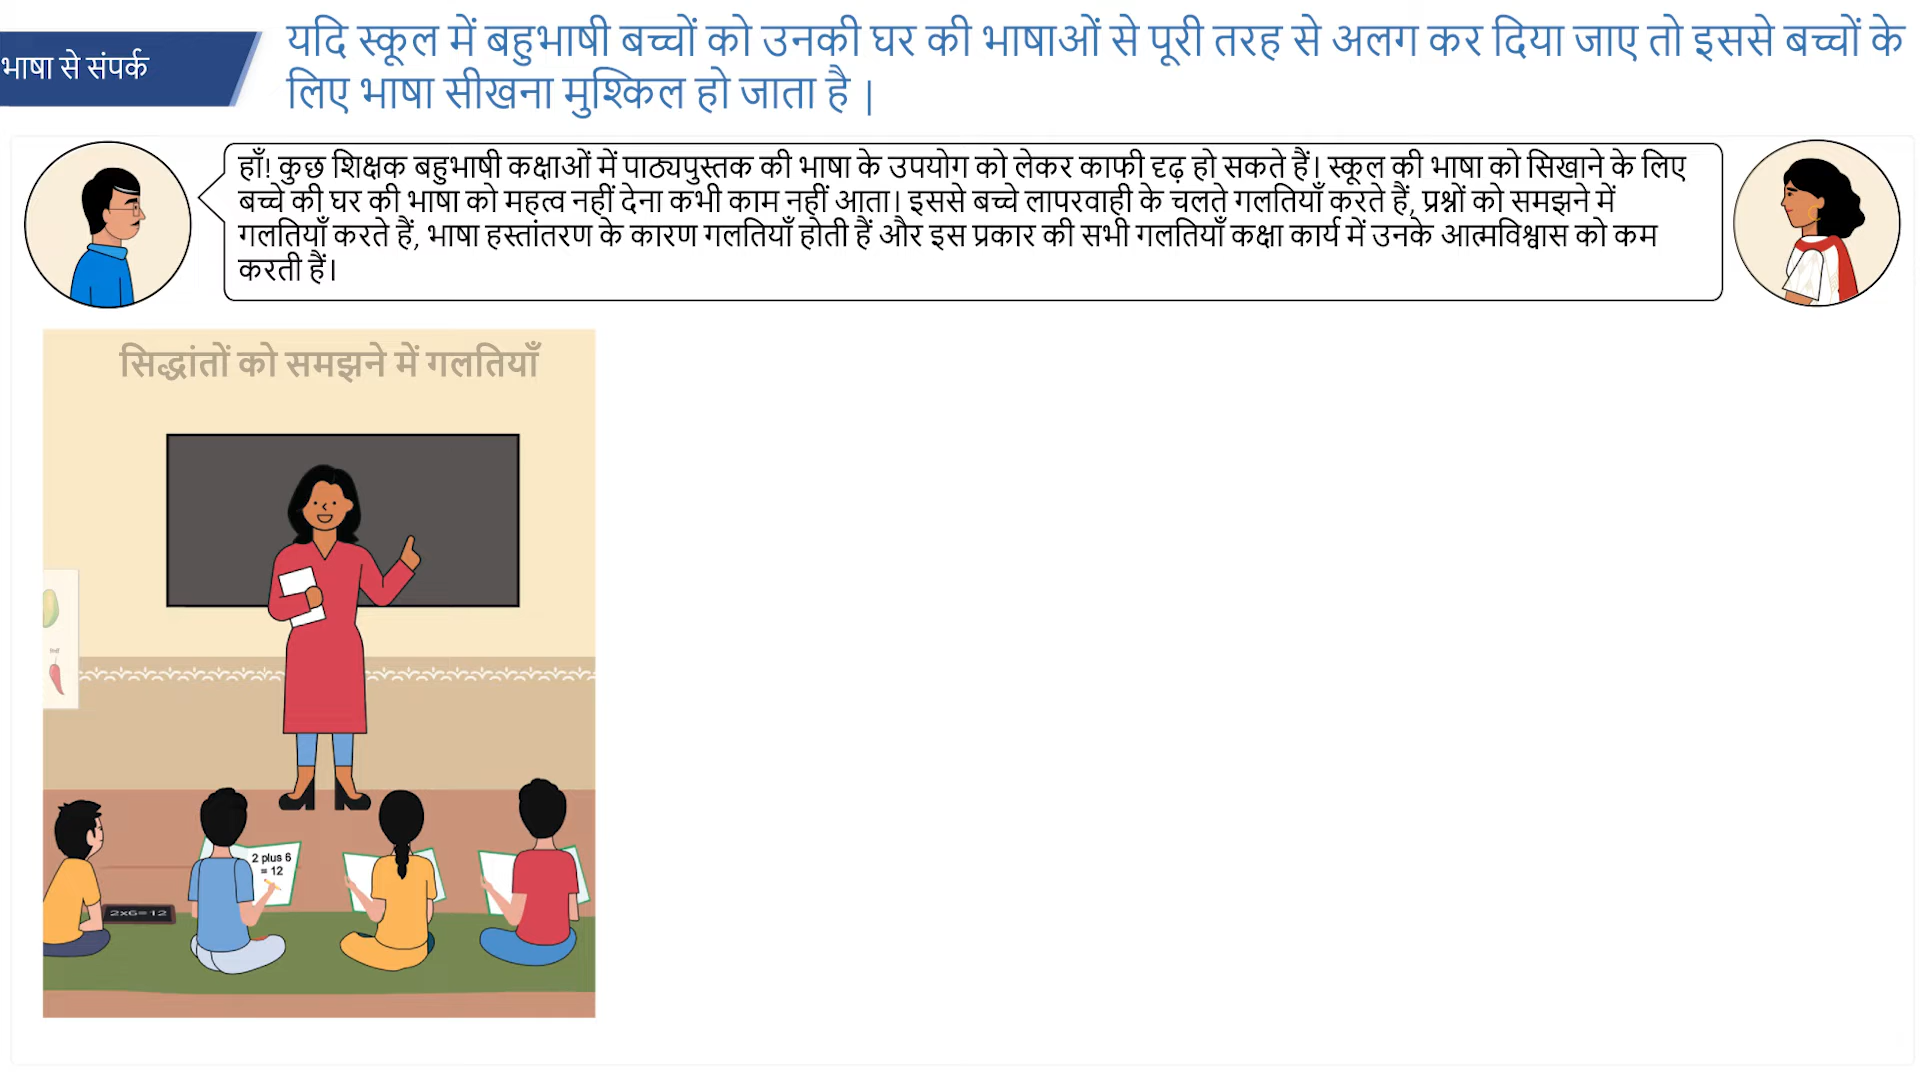 भाषा से संपर्क
यदि स्कूल में बहुभाषी बच्चों को उनकी घर की भाषाओं से पूरी तरह से अलग कर दिया जाए तो इससे बच्चों के
लिए भाषा सीखना मुश्किल हो जाता है |
हाँ! कुछ शिक्षक बहुभाषी कक्षाओं में पाठ्यपुस्तक की भाषा के उपयोग को लेकर काफी दृढ़ हो सकते हैं। स्कूल की भाषा को सिखाने के लिए
बच्चे की घर की भाषा को महत्व नहीं देना कभी काम नहीं आता। इससे बच्चे लापरवाही के चलते गलतियाँ करते हैं, प्रश्नों को समझने में
गलतियाँ करते हैं, भाषा हस्तांतरण के कारण गलतियाँ होती हैं और इस प्रकार की सभी गलतियाँ कक्षा कार्य में उनके आत्मविश्वास को कम
करती हैं।
सिद्धांतों को समझने में गलतियाँ
2 plus 6
= 12
2x6=12